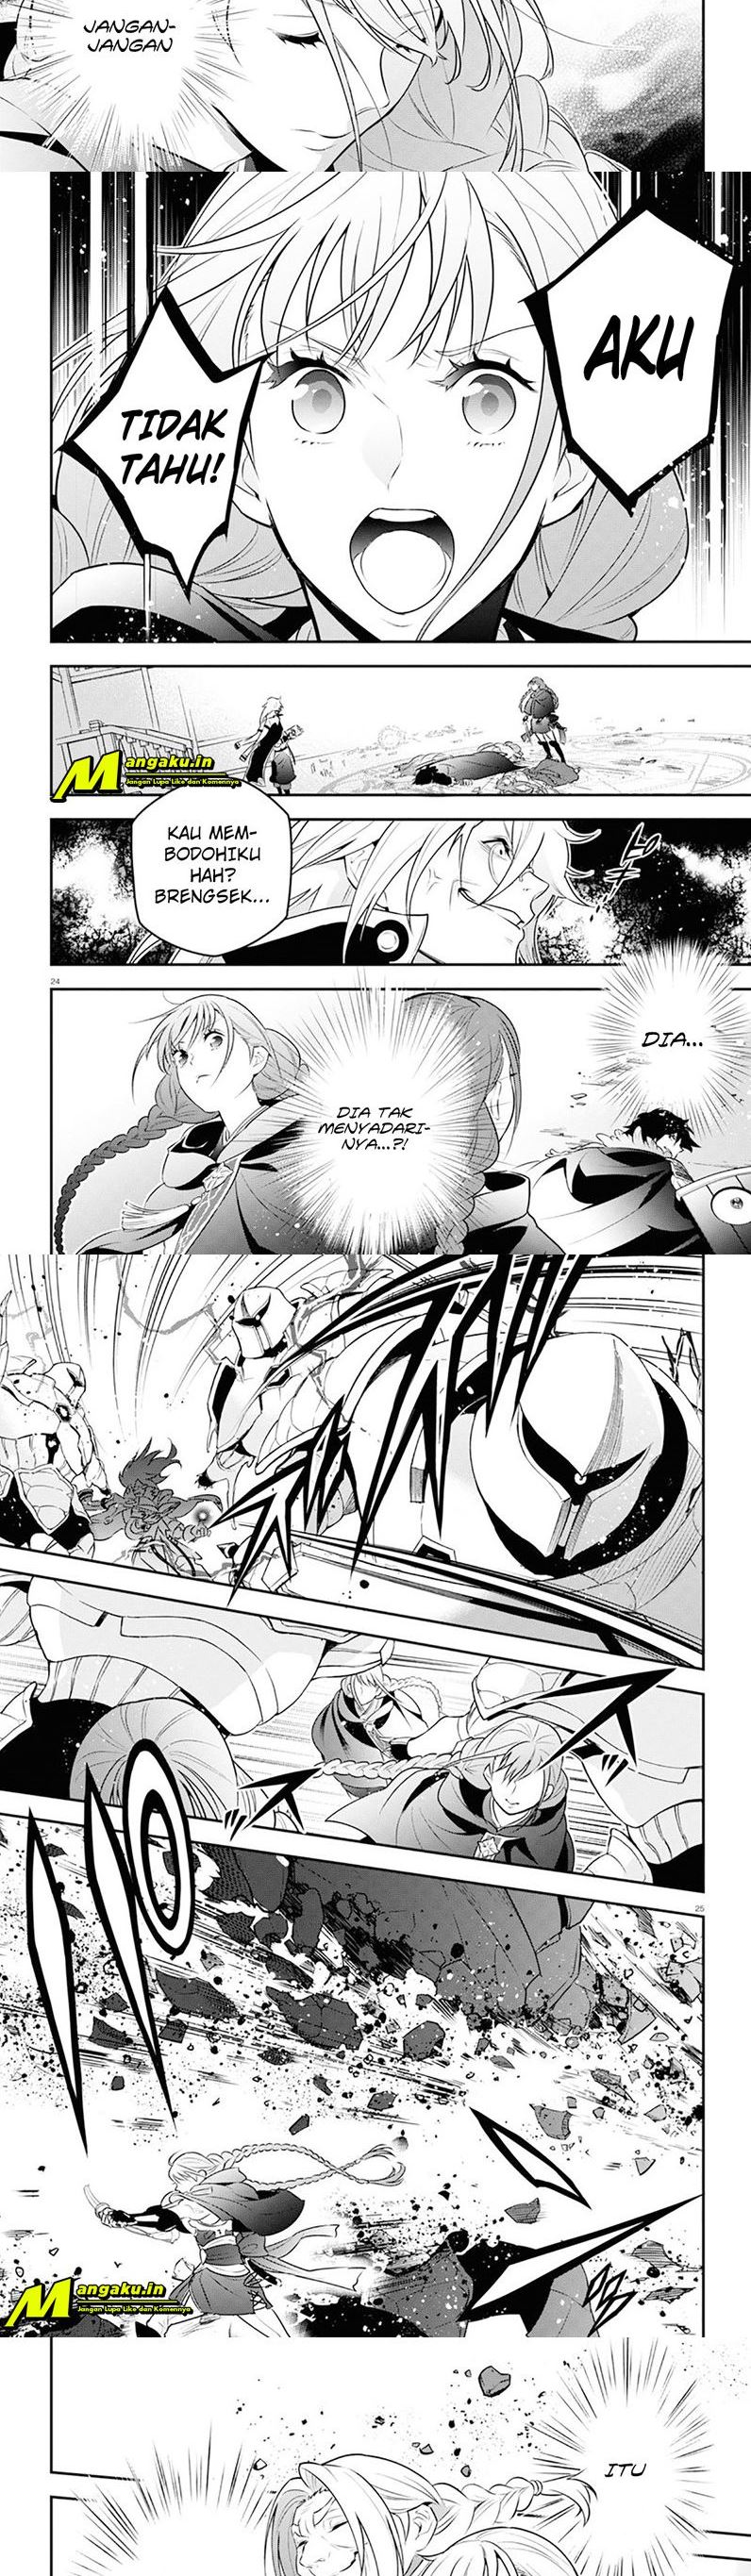 JANGAN-
JANGAN
AKU
TIDAK
TAHU!
Mangaku.in
Jangan Lupa Like dan Komennya
KAU MEM-
BODOHIKU
HAH?
BRENGSEK...
24
DIA...
DIA TAK
MENYADARI-
NYA...?!
25
Mangaku.in
Jangan Lupa Like dan Komennya
ITU